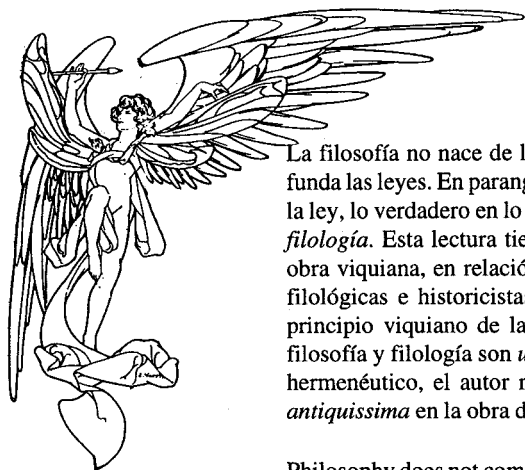 La filosofía no nace de l
funda las leyes. En parang
la ley, lo verdadero en lo
filología. Esta lectura tie
obra viquiana, en relació
filológicas e historicista
principio viquiano de la
filosofía y filología son u
hermenéutico, el autor r
antiquissima en la obra d
Philosophy does not com